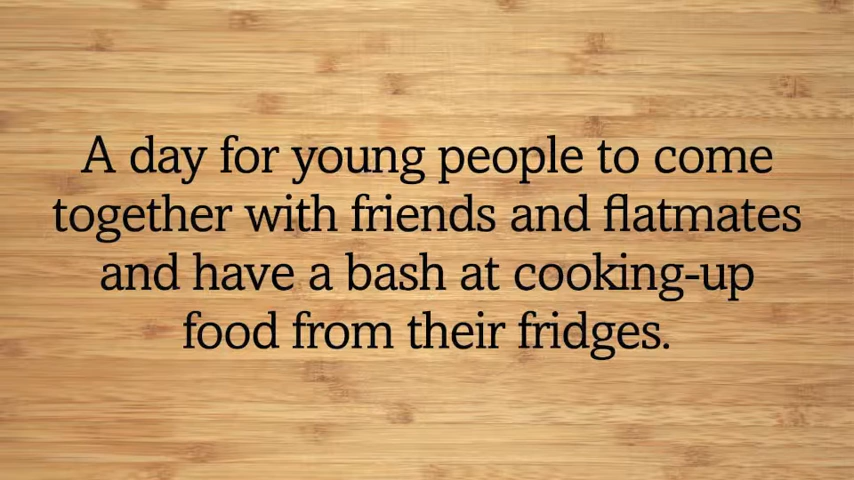 A day for young people to come
together with friends and flatmates
and have a bash at cooking-up
food from their fridges.